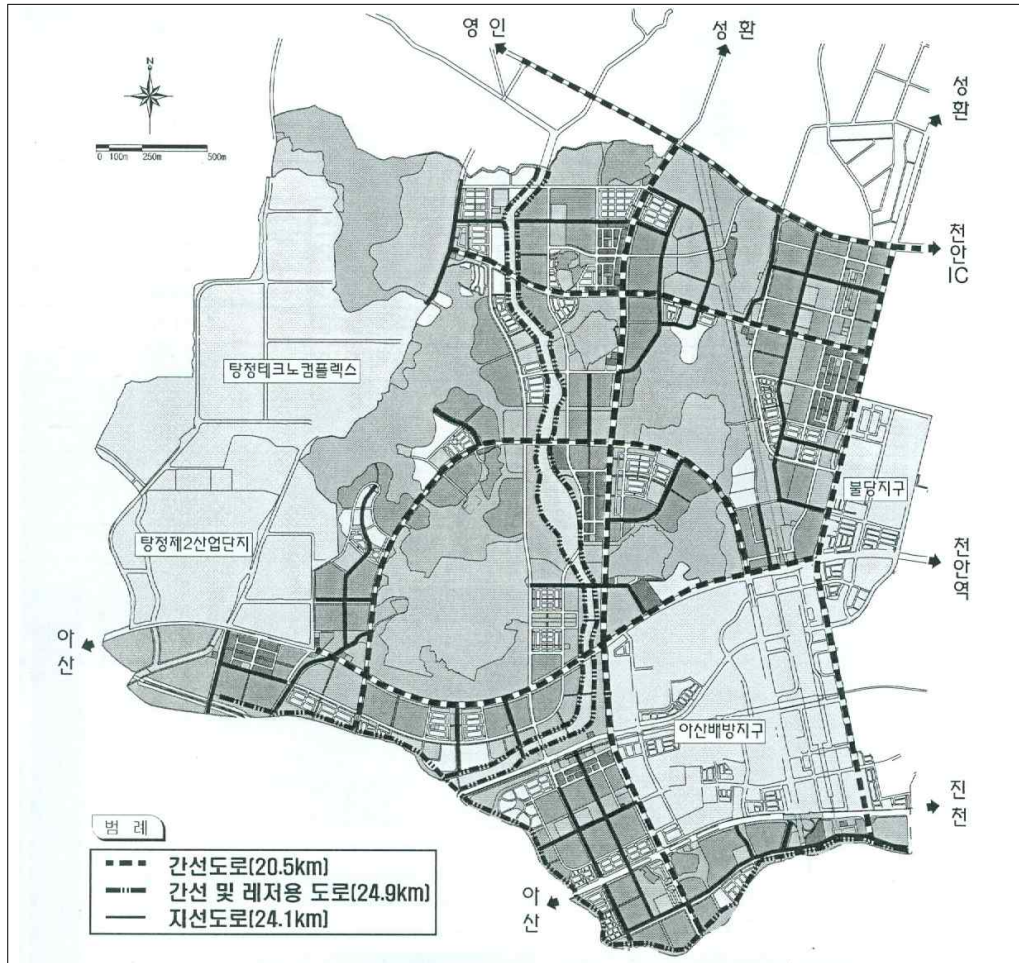 영 인
성 환
성 환
N
0 100m 250m 500m
천안IC
탕정테크노컴플렉스
불당지구
탕정제2산업단지
천안역
아산
아산배방지구
진천
범 례
간선도로(20.5km)
간선 및 레저용 도로(24.9km)
지선도로(24.1km)
아산